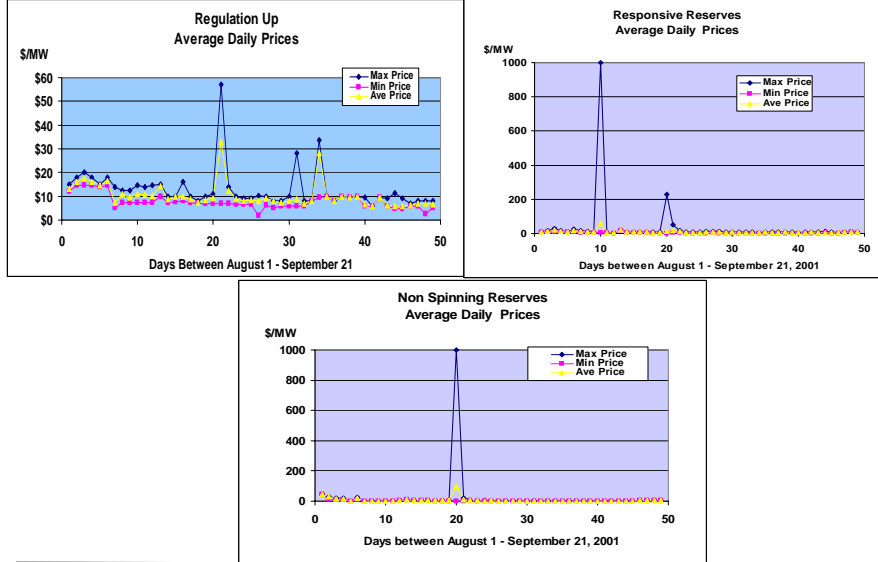 Regulation Up
Average Daily Prices
$/MW
$60
$50
$40
$30
$20
$10
$0
Max Price
Min Price
Ave Price
0 10 20 30 40 50
Days Between August 1 - September 21
Responsive Reserves
Average Daily Prices
$/MW
1000
800
600
400
200
0
Max Price
Min Price
Ave Price
0 10 20 30 40 50
Days between August 1 - September 21, 2001
Non Spinning Reserves
Average Daily Prices
$/MW
1000
800
600
400
200
0
Max Price
Min Price
Ave Price
0 10 20 30 40 50
Days between August 1 - September 21, 2001